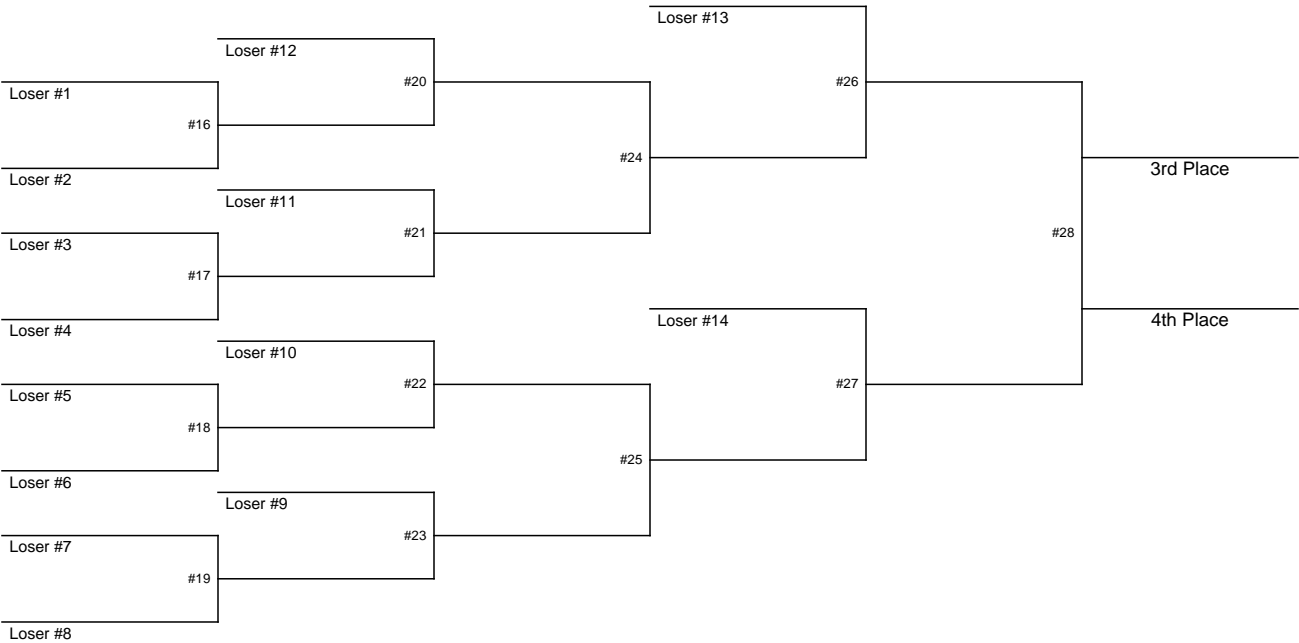 Loser #13
Loser #12
#20
#26
Loser #1
#16
#24
3rd Place
Loser #2
Loser #11
#21
#28
Loser #3
#17
Loser #14
4th Place
Loser #4
Loser #10
#22
#27
Loser #5
#18
#25
Loser #6
Loser #9
#23
Loser #7
#19
Loser #8